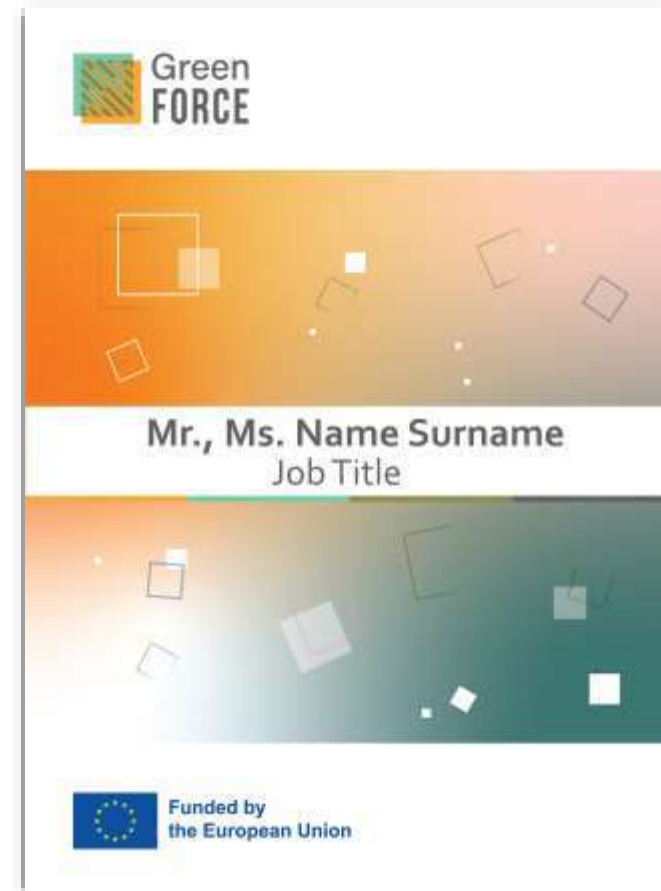 Green
FORCE
Mr., Ms. Name Surname
Job Title
Funded by
the European Union